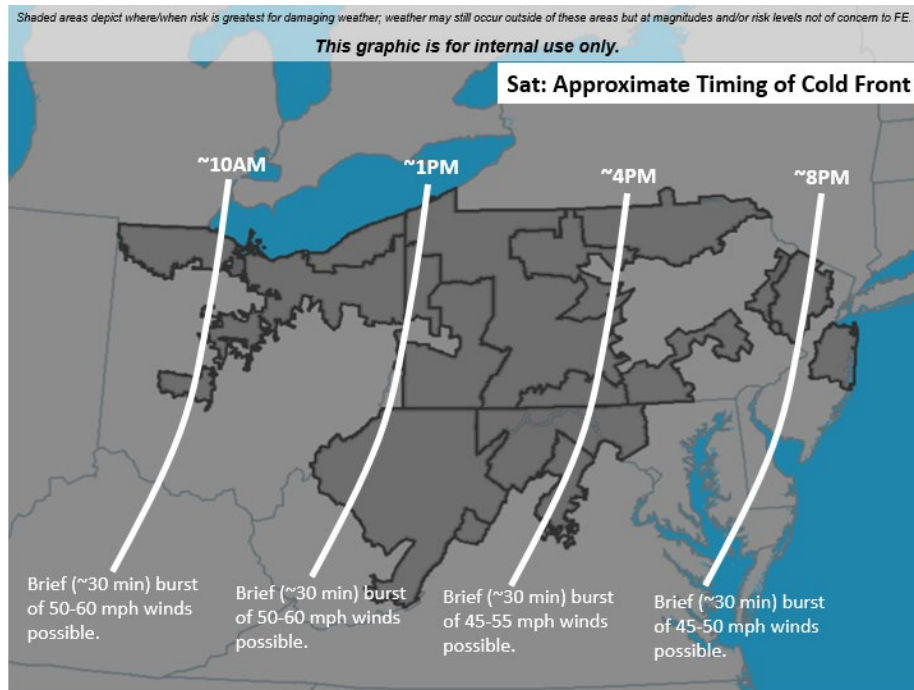 Shaded areas depict where/when risk is greatest for damaging weather; weather may still occur outside of these areas but at magnitudes and/or risk levels not of concern to FE.
This graphic is for internal use only.
Sat: Approximate Timing of Cold Front
~10AM
~1PM
~4PM
~8PM
Brief (~30 min) burst
of 50-60 mph winds
possible.
Brief (~30 min) burst
of 50-60 mph winds
possible.
Brief (~30 min) burst
of 45-55 mph winds
possible.
Brief (~30 min) burst
of 45-50 mph winds
possible.